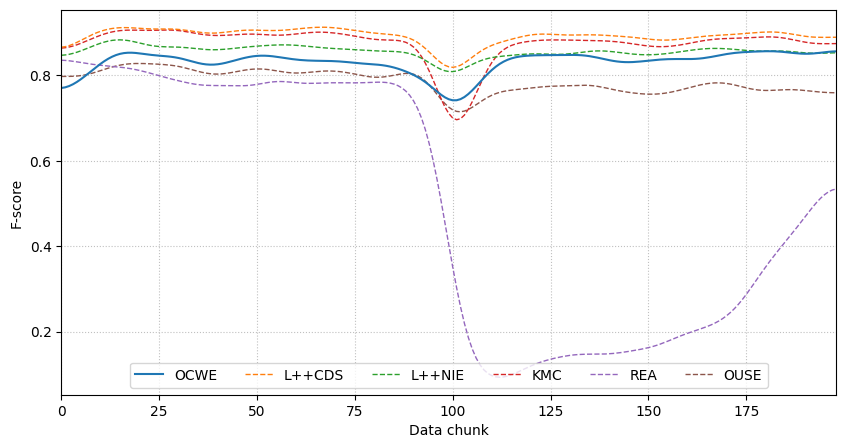 F-score
0.8
0.6
0.4
0.2
OCWE L++CDS L++NIE KMC REA OUSE
0 25 50 75 100 125 150 175
Data chunk